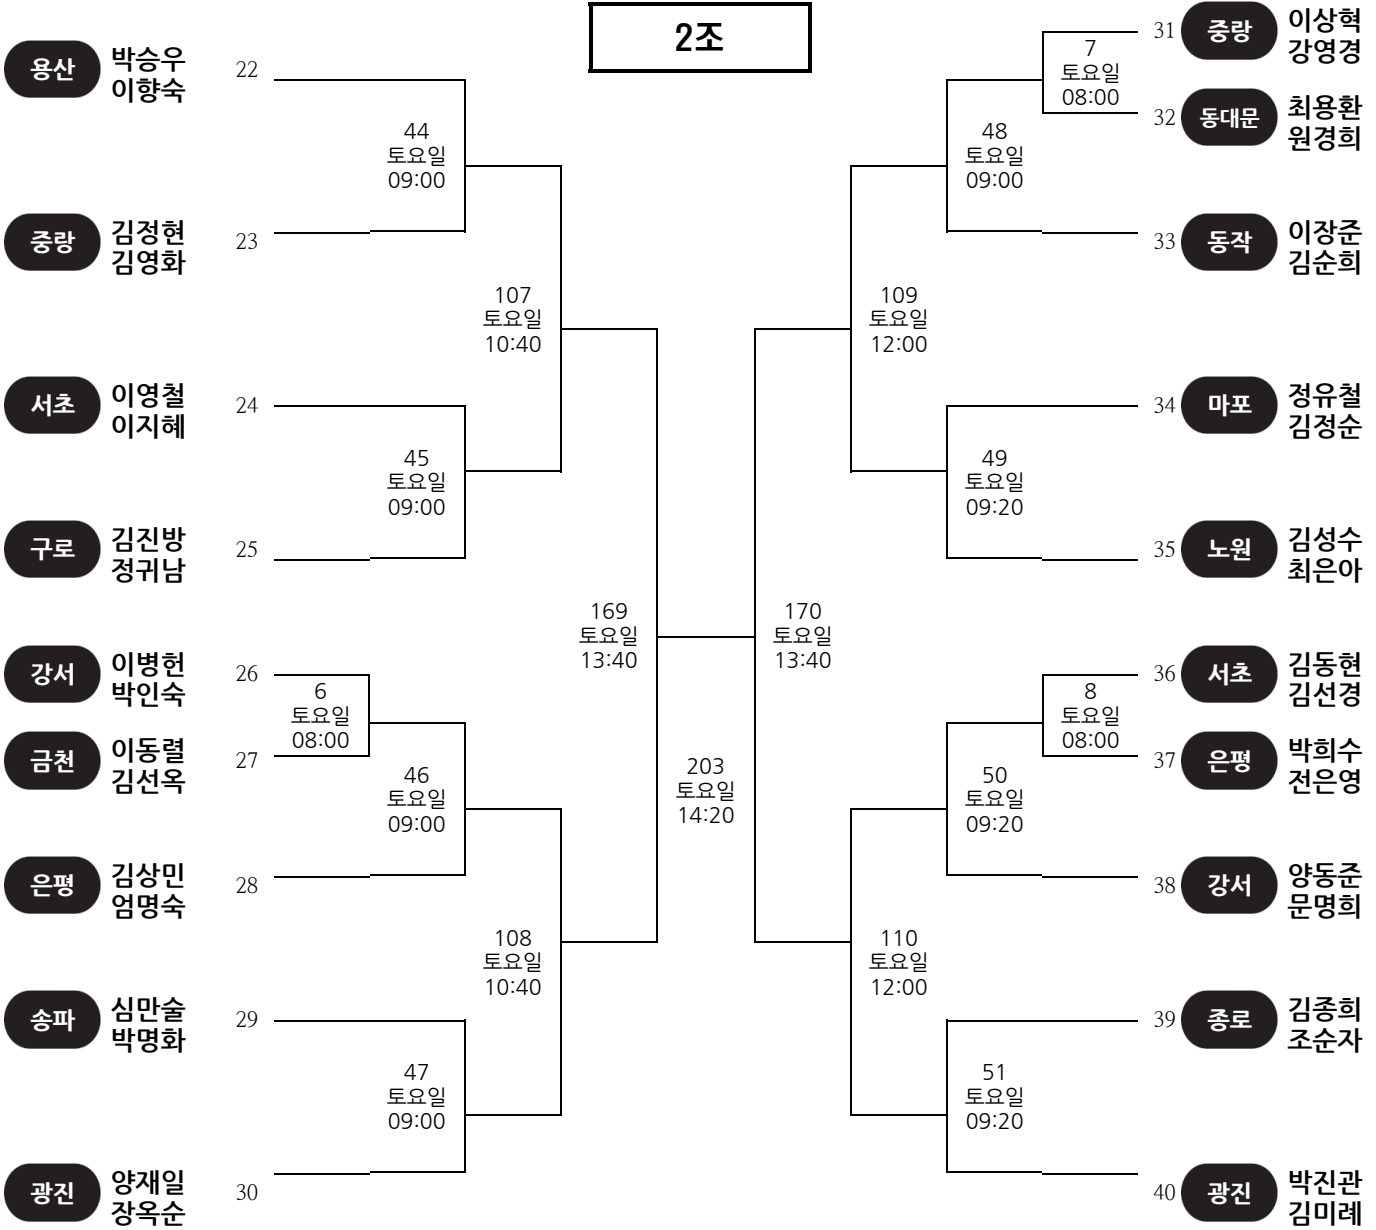 2조
용산
박승우
이향숙
22
44
토요일
09:00
중랑
김정현
김영화
23
107
토요일
10:40
서초
이영철
이지혜
24
45
토요일
09:00
구로
김진방
정귀남
25
169
토요일
13:40
강서
이병헌
박인숙
26
6
토요일
08:00
금천
이동렬
김선옥
27
46
토요일
09:00
은평
김상민
엄명숙
28
108
토요일
10:40
송파
심만술
박명화
29
47
토요일
09:00
광진
양재일
장옥순
30
203
토요일
14:20
31
중랑
이상혁
강영경
7
토요일
08:00
32
동대문
최용환
원경희
48
토요일
09:00
33
동작
이장준
김순희
109
토요일
12:00
34
마포
정유철
김정순
49
토요일
09:20
35
노원
김성수
최은아
170
토요일
13:40
36
서초
김동현
김선경
8
토요일
08:00
37
은평
박희수
전은영
50
토요일
09:20
38
강서
양동준
문명희
110
토요일
12:00
39
종로
김종희
조순자
51
토요일
09:20
40
광진
박진관
김미례